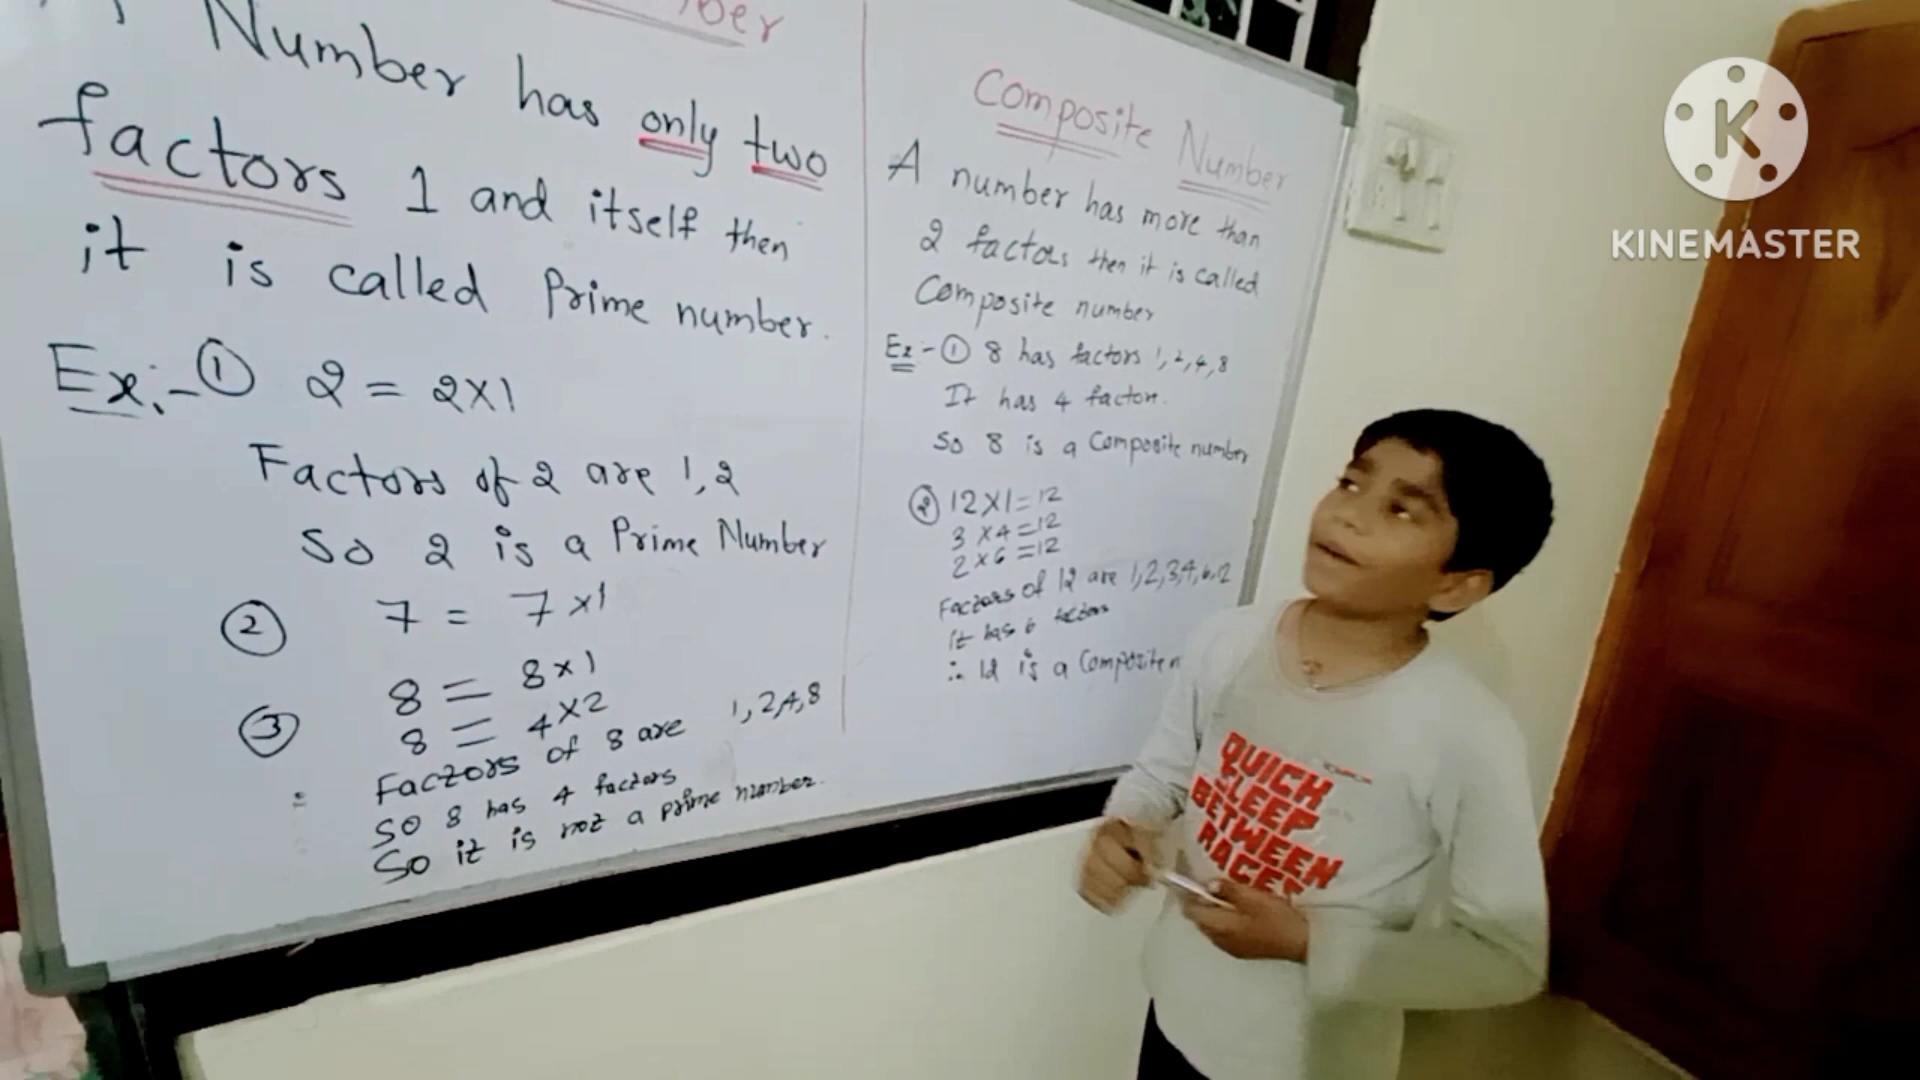 Number has only two
factors 1 and itself then
it is called Prime number.
Ex:- ① 2 = 2×1
Factors of 2 are 1,2
So 2 is a Prime Number
② 7 = 7×1
③ 8 = 8×1
8 = 4×2
Factors of 8 are 1,2,4,8
So 8 has 4 factors
So it is not a prime number.
Composite Number
A number has more than
2 factors then it is called
Composite number
Ex:- ① 8 has factors 1,2,4,8
It has 4 factors.
So 8 is a Composite number
② 12×1=12
3×4=12
2×6=12
Factors of 12 are 1,2,3,4,6,12
it has 6 factors
∴ 12 is a Composite n
QUICK
SLEEP
BETWEEN
RACES
K
KINEMASTER